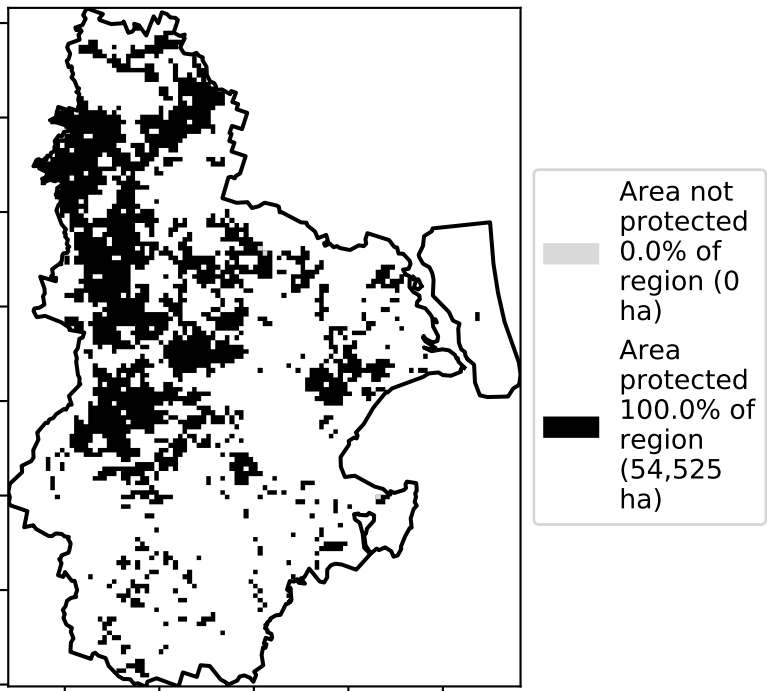 Area not
protected
0.0% of
region (0
ha)
Area
protected
100.0% of
region
(54,525
ha)